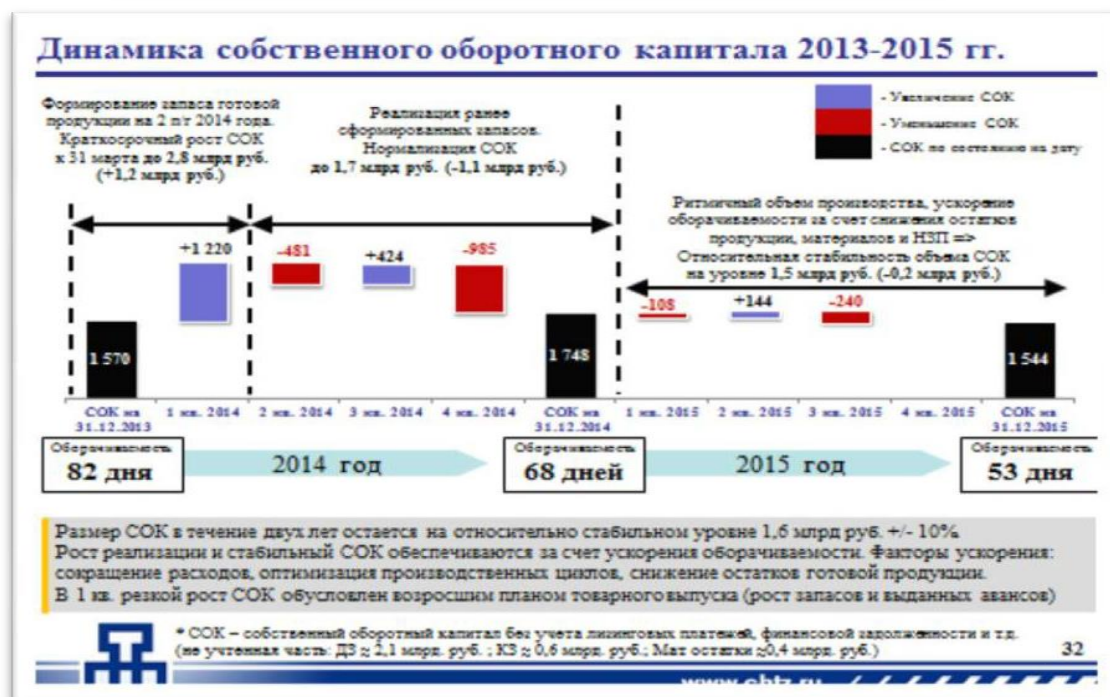 Динамика собственного оборотного капитала 2013-2015 гг.
Формирование запаса готовой
продукции на 2 п/г 2014 года.
Краткосрочный рост СОК
к 31 марта до 2,8 млрд руб.
(+1,2 млрд руб.)
Реализация ранее
сформированных запасов.
Нормализация СОК
до 1,7 млрд руб. (-1,1 млрд руб.)
- Увеличение СОК
- Уменьшение СОК
- СОК по состоянию на дату
Ритмичный объем производства, ускорение
оборачиваемости за счет снижения остатков
продукции, материалов и НЗП =>
Относительная стабильность объема СОК
на уровне 1,5 млрд руб. (-0,2 млрд руб.)
+1 220
-481
+424
-985
-108
+144
-240
1 570
1 748
1 544
СОК на
31.12.2013
1 кв. 2014
2 кв. 2014
3 кв. 2014
4 кв. 2014
СОК на
31.12.2014
1 кв. 2015
2 кв. 2015
3 кв. 2015
4 кв. 2015
СОК на
31.12.2015
Оборачиваемость
82 дня
2014 год
Оборачиваемость
68 дней
2015 год
Оборачиваемость
53 дня
Размер СОК в течение двух лет остается на относительно стабильном уровне 1,6 млрд руб. +/- 10%
Рост реализации и стабильный СОК обеспечиваются за счет ускорения оборачиваемости. Факторы ускорения:
сокращение расходов, оптимизация производственных циклов, снижение остатков готовой продукции.
В 1 кв. резкой рост СОК обусловлен возросшим планом товарного выпуска (рост запасов и выданных авансов)
* СОК – собственный оборотный капитал без учета лизинговых платежей, финансовой задолженности и т.д.
(не учтенная часть: ДЗ ≈ 2,1 млрд. руб. ; КЗ ≈ 0,6 млрд. руб.; Мат остатки ≈0,4 млрд. руб.)
32
www.chtz.ru